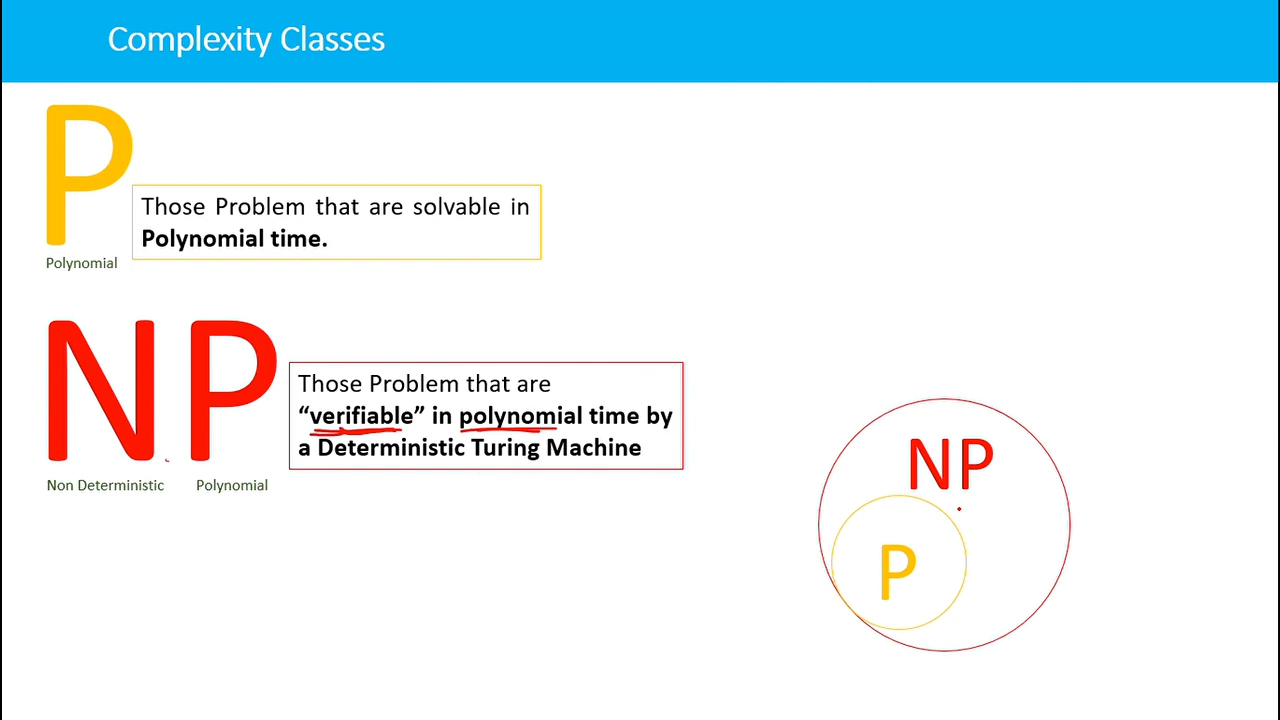 Complexity Classes
P
Those Problem that are solvable in
Polynomial time.
Polynomial
NP
Those Problem that are
“verifiable” in polynomial time by
a Deterministic Turing Machine
Non Deterministic
Polynomial
NP
P